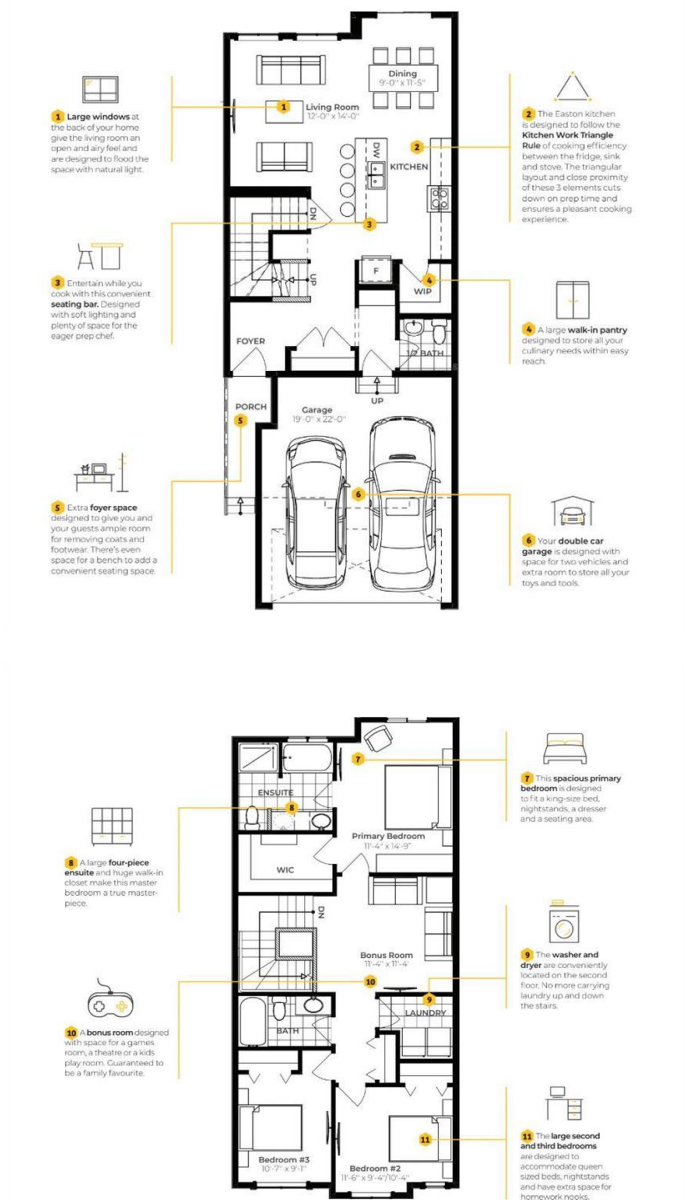 Dining
9'-0" x 11'-5"
1
Living Room
12'-0" x 14'-0"
DW
2
KITCHEN
DN
3
UP
F
4
WIP
FOYER
1/2 BATH
PORCH
5
UP
Garage
19'-0" x 22'-0"
6
1 Large windows at
the back of your home
give the living room an
open and airy feel and
are designed to flood the
space with natural light.
2 The Easton kitchen
is designed to follow the
Kitchen Work Triangle
Rule of cooking efficiency
between the fridge, sink
and stove. The triangular
layout and close proximity
of these 3 elements cuts
down on prep time and
ensures a pleasant cooking
experience.
3 Entertain while you
cook with this convenient
seating bar. Designed
with soft lighting and
plenty of space for the
eager prep chef.
4 A large walk-in pantry
designed to store all your
culinary needs within easy
reach.
5 Extra foyer space
designed to give you and
your guests ample room
for removing coats and
footwear. There's even
space for a bench to add a
convenient seating space.
6 Your double car
garage is designed with
space for two vehicles and
extra room to store all your
toys and tools.
7
ENSUITE
8
Primary Bedroom
11'-4" x 14'-9"
WIC
DN
Bonus Room
11'-4" x 11'-4"
10
9
LAUNDRY
BATH
11
Bedroom #3
10'-7" x 9'-1"
Bedroom #2
11'-6" x 9'-4"/10'-4"
7 This spacious primary
bedroom is designed
to fit a king-size bed,
nightstands, a dresser
and a seating area.
8 A large four-piece
ensuite and huge walk-in
closet make this master
bedroom a true master-
piece.
9 The washer and
dryer are conveniently
located on the second
floor. No more carrying
laundry up and down
the stairs.
10 A bonus room designed
with space for a games
room, a theatre or a kids
play room. Guaranteed to
be a family favourite.
11 The large second
and third bedrooms
are designed to
accommodate queen
sized beds, nightstands
and have extra space for
homework nooks.